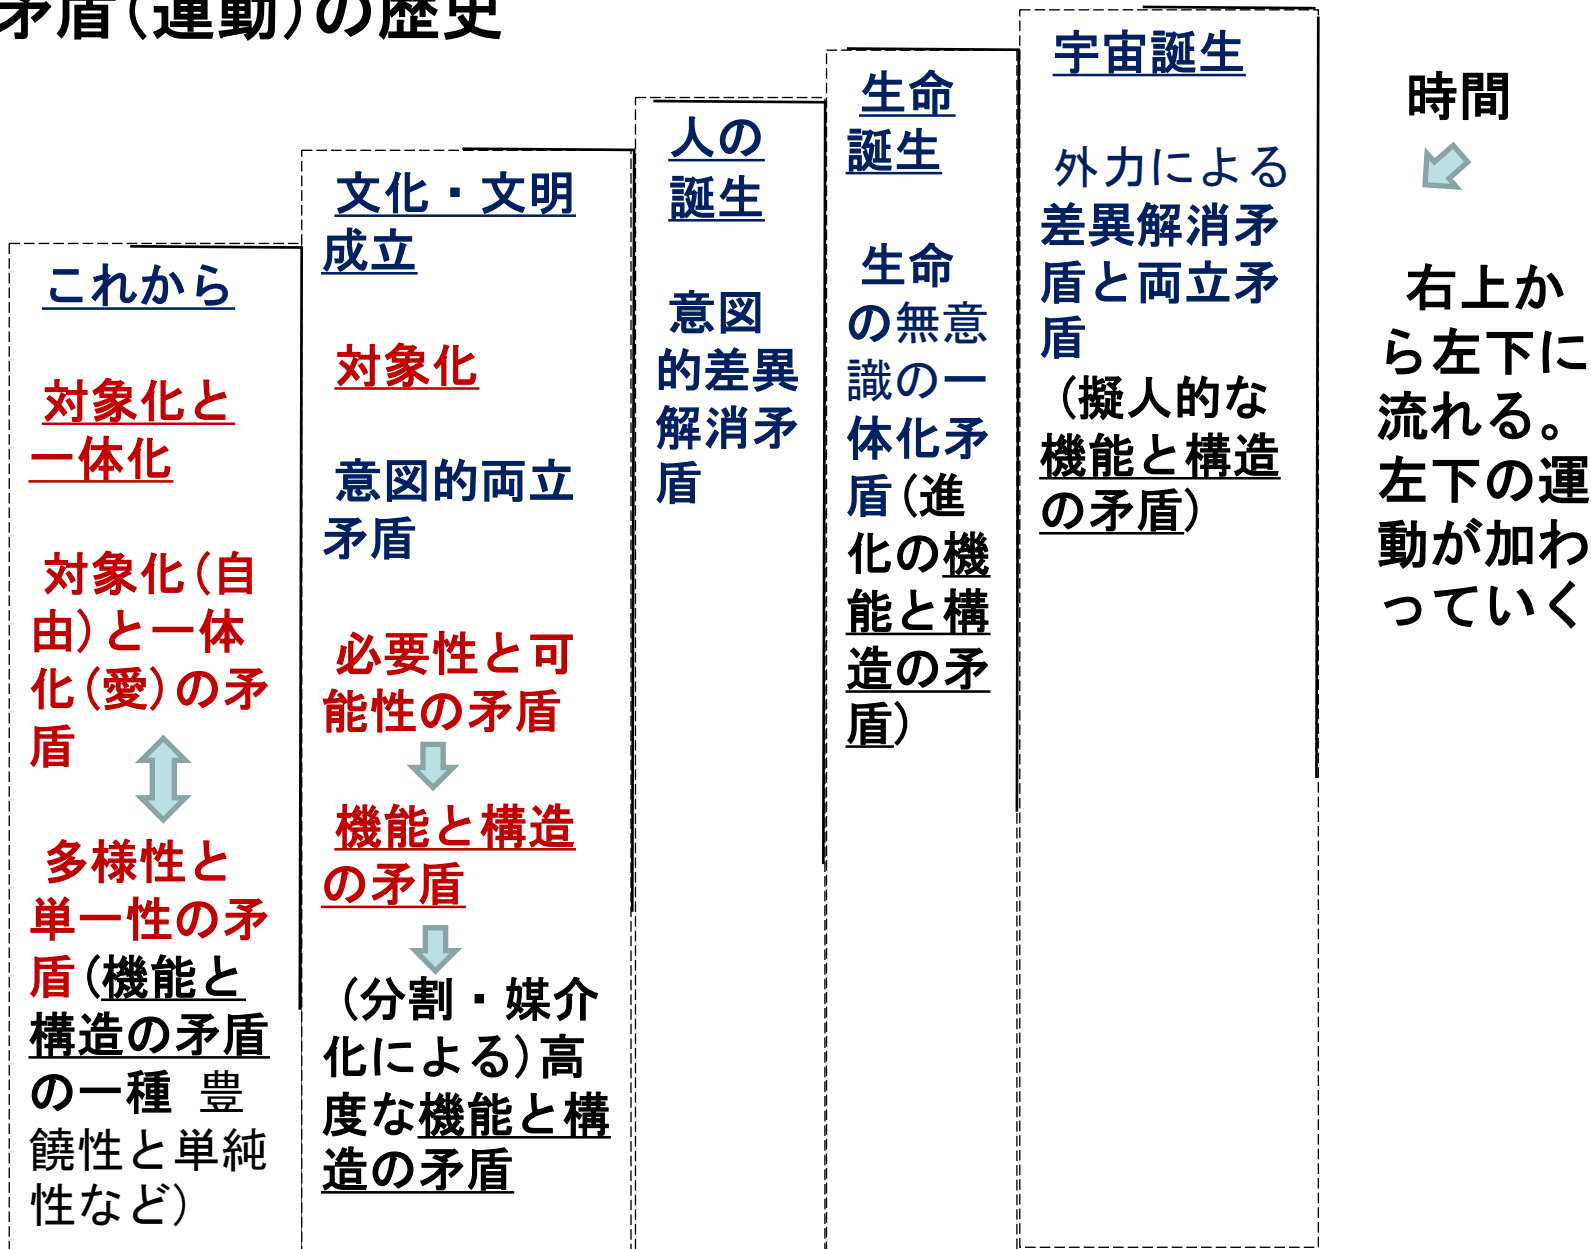 矛盾（運動）の歴史
時間
右上か
ら左下に
流れる。
左下の運
動が加わ
っていく
宇宙誕生
外力による
差異解消矛
盾と両立矛
盾
（擬人的な
機能と構造
の矛盾）
生命
誕生
生命
の無意
識の一
体化矛
盾（進
化の機
能と構
造の矛
盾）
人の
誕生
意図
的差異
解消矛
盾
文化・文明
成立
対象化
意図的両立
矛盾
必要性と可
能性の矛盾
機能と構造
の矛盾
（分割・媒介
化による）高
度な機能と構
造の矛盾
これから
対象化と
一体化
対象化（自
由）と一体
化（愛）の矛
盾
多様性と
単一性の矛
盾（機能と
構造の矛盾
の一種 豊
饒性と単純
性など）